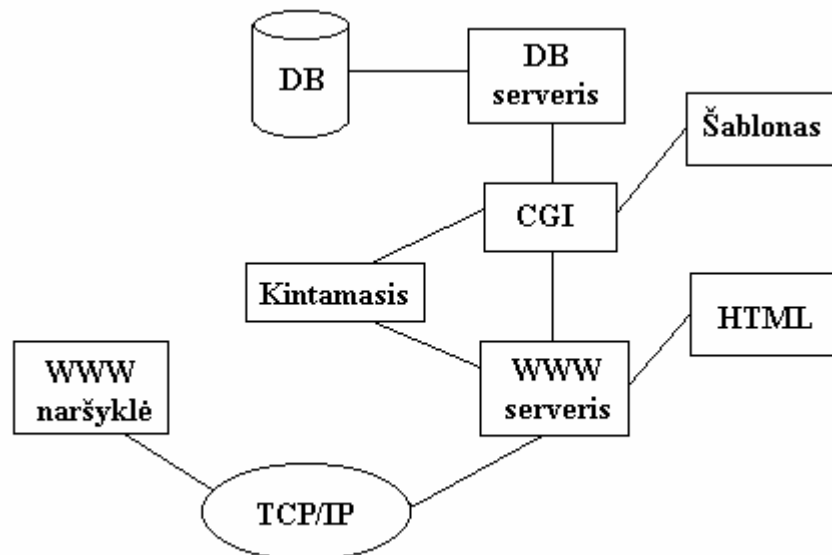 DB
DB
serveris
Šablonas
CGI
Kintamasis
HTML
WWW
naršyklė
WWW
serveris
TCP/IP